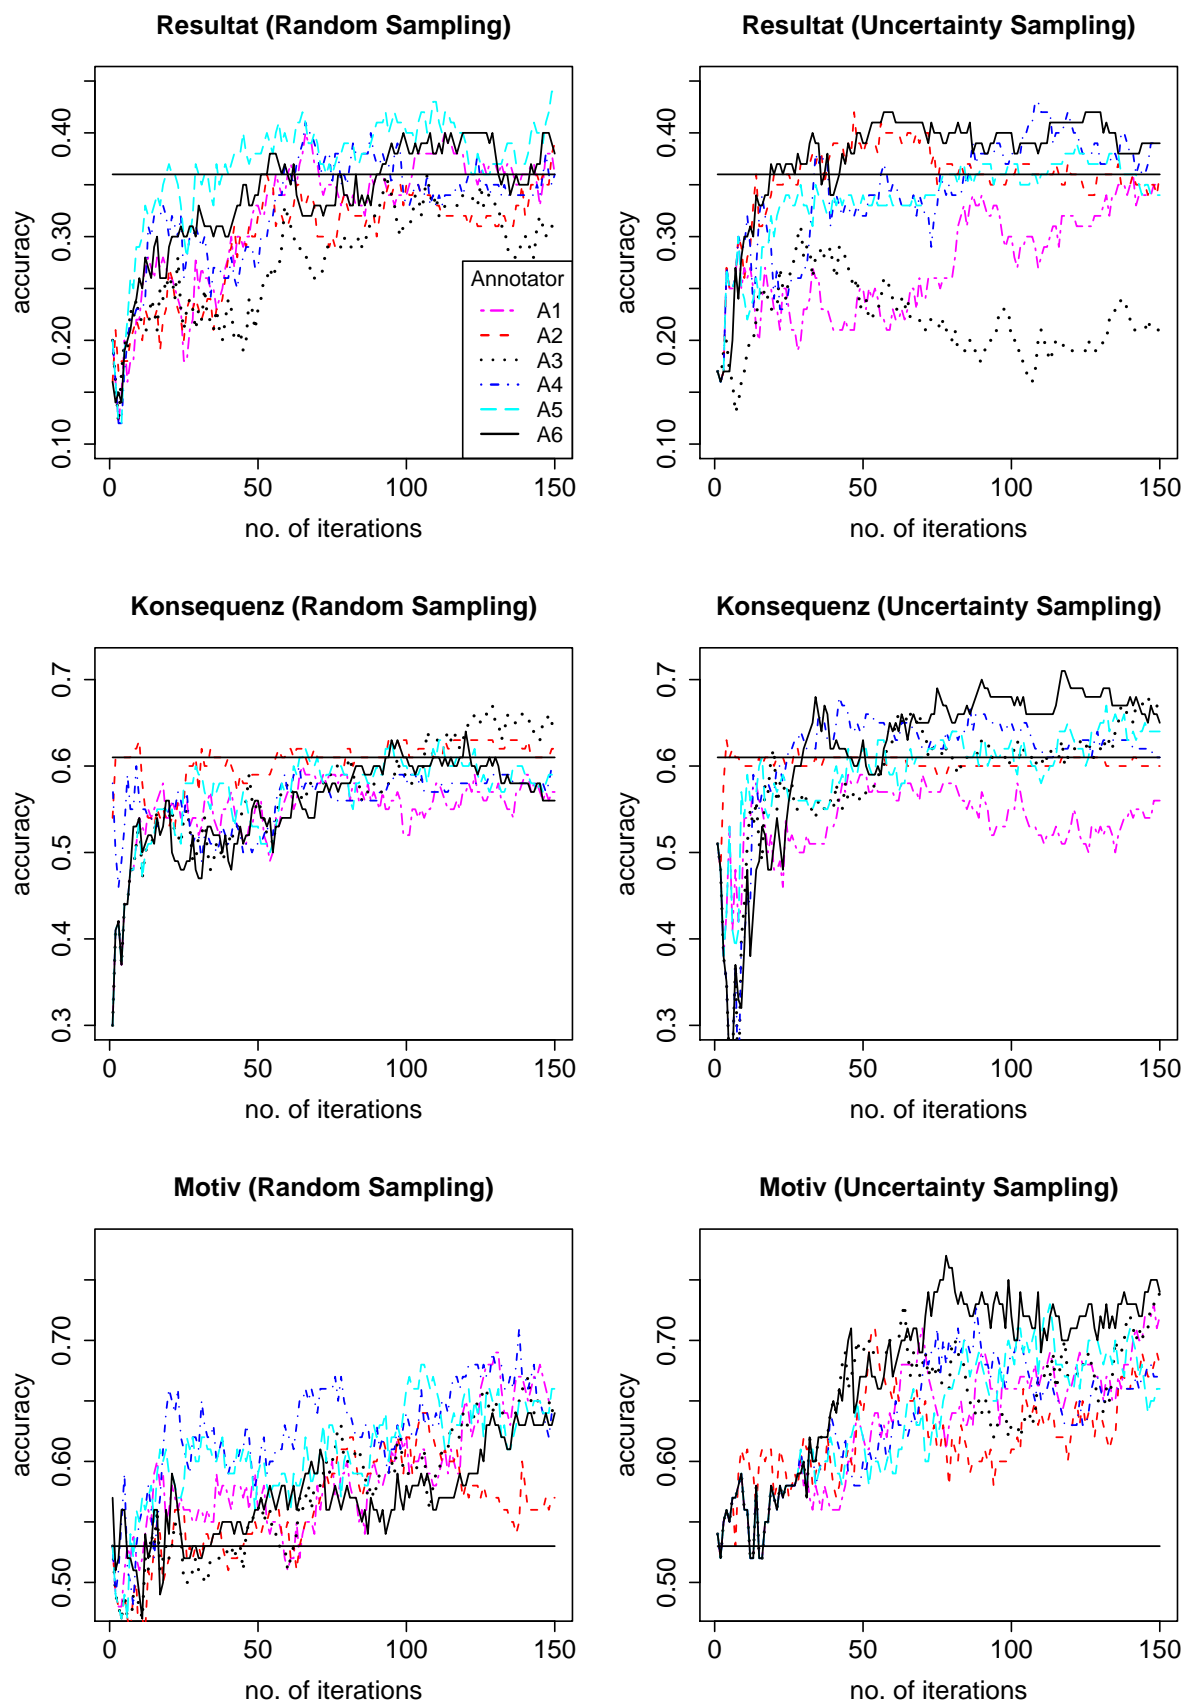 Resultat (Random Sampling)
accuracy
0.10 0.20 0.30 0.40
0 50 100 150
no. of iterations
Annotator
A1
A2
A3
A4
A5
A6
Resultat (Uncertainty Sampling)
accuracy
0.10 0.20 0.30 0.40
0 50 100 150
no. of iterations
Konsequenz (Random Sampling)
accuracy
0.3 0.4 0.5 0.6 0.7
0 50 100 150
no. of iterations
Konsequenz (Uncertainty Sampling)
accuracy
0.3 0.4 0.5 0.6 0.7
0 50 100 150
no. of iterations
Motiv (Random Sampling)
accuracy
0.50 0.60 0.70
0 50 100 150
no. of iterations
Motiv (Uncertainty Sampling)
accuracy
0.50 0.60 0.70
0 50 100 150
no. of iterations